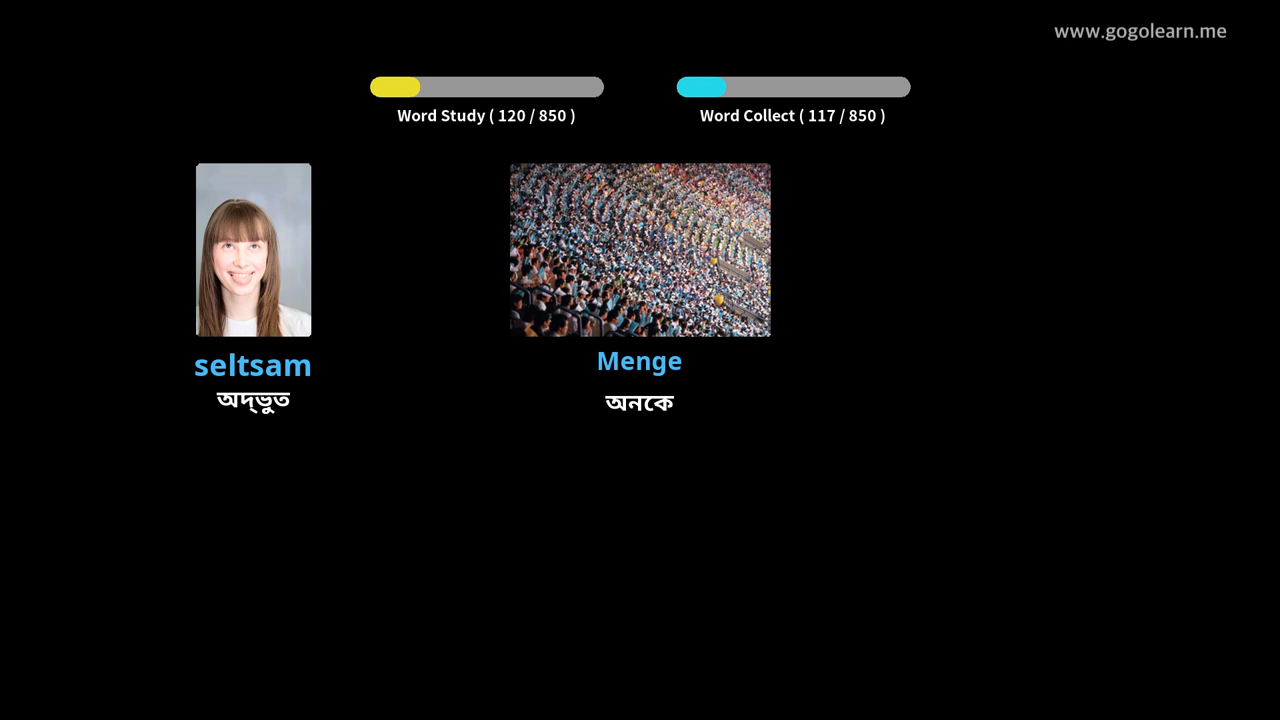 www.gogolearn.me
Word Study ( 120 / 850 )
Word Collect ( 117 / 850 )
seltsam
অদ্ভুত
Menge
অনকে